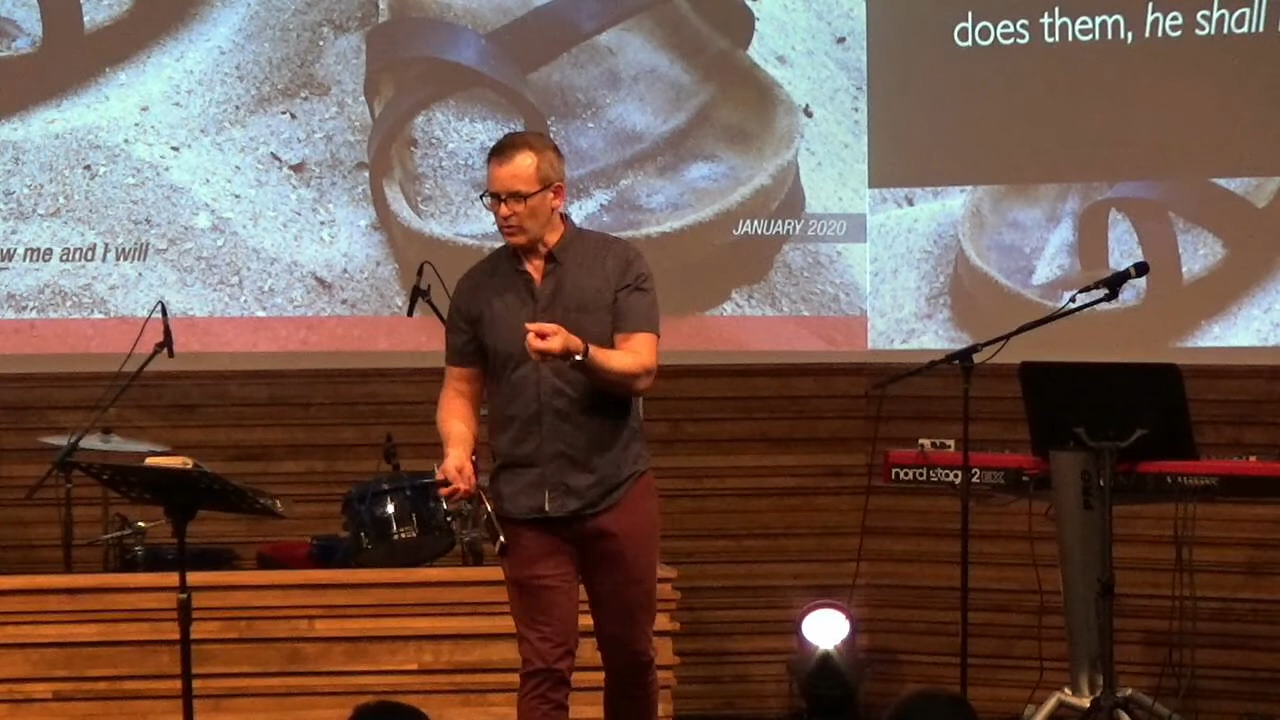 does them, he shall
JANUARY 2020
w me and I will
nord stage 2 EX